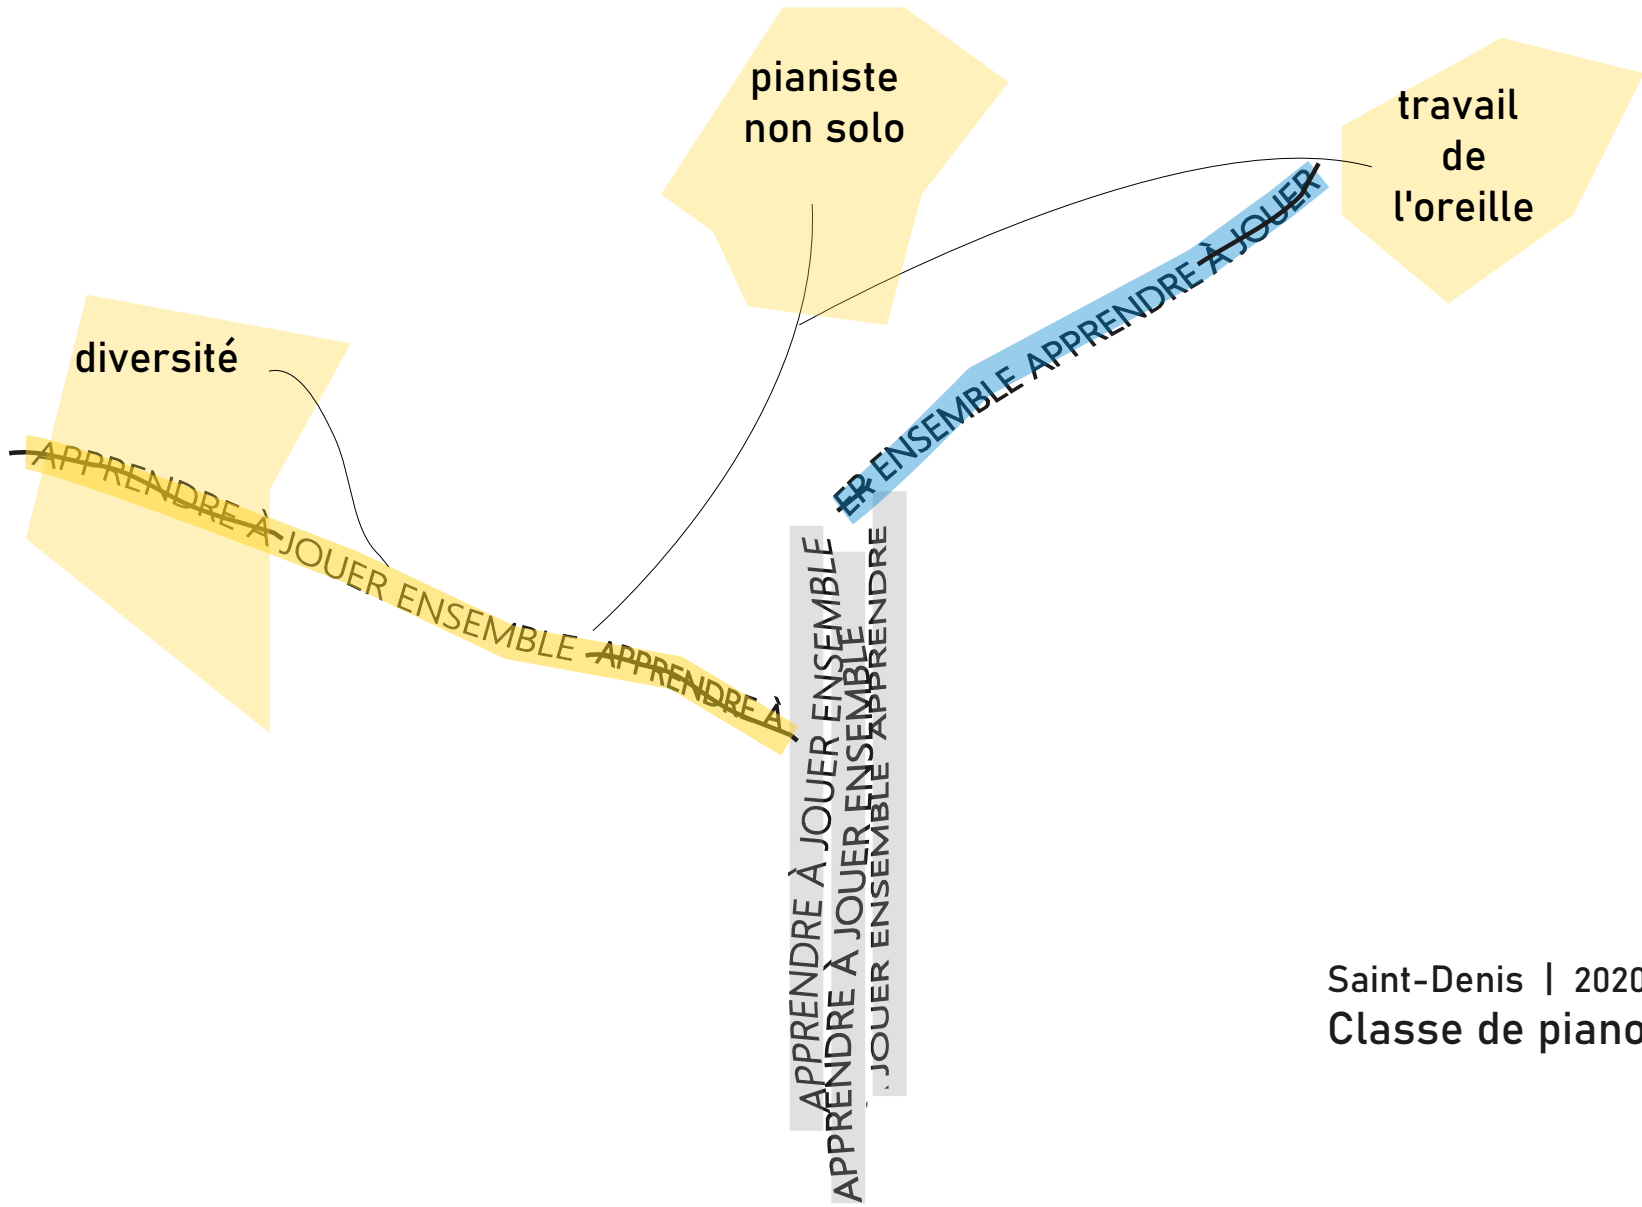 pianiste
non solo
travail
de
l'oreille
diversité
APPRENDRE À JOUER ENSEMBLE APPRENDRE À
ER ENSEMBLE APPRENDRE À JOUER
APPRENDRE À JOUER ENSEMBLE
APPRENDRE À JOUER ENSEMBLE
JOUER ENSEMBLE APPRENDRE
Saint-Denis | 2020
Classe de piano